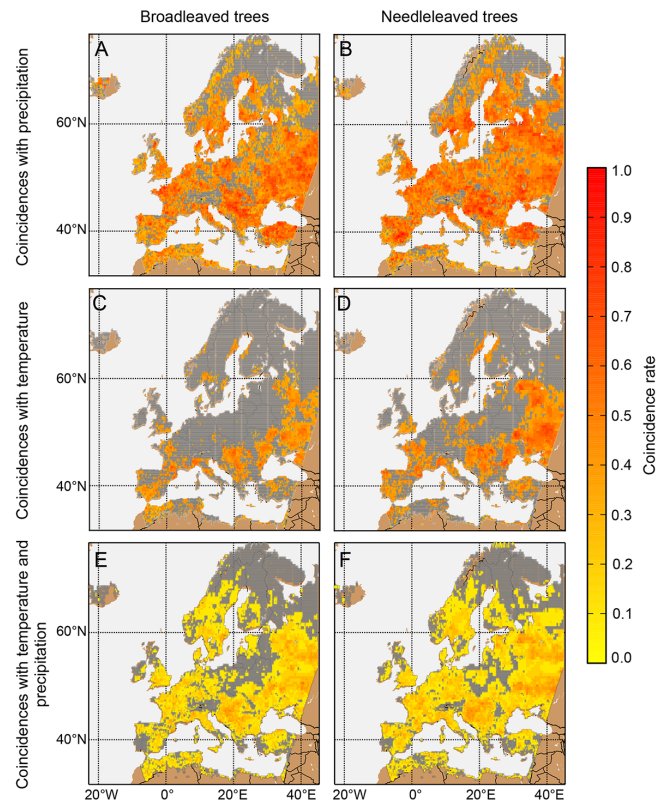 Broadleaved trees
Needleleaved trees
Coincidences with precipitation
A
B
60°N
40°N
Coincidences with temperature
C
D
60°N
40°N
Coincidences with temperature and
precipitation
E
F
60°N
40°N
20°W
0°
20°E
40°E
20°W
0°
20°E
40°E
1.0
0.9
0.8
0.7
0.6
0.5
0.4
0.3
0.2
0.1
0.0
Coincidence rate